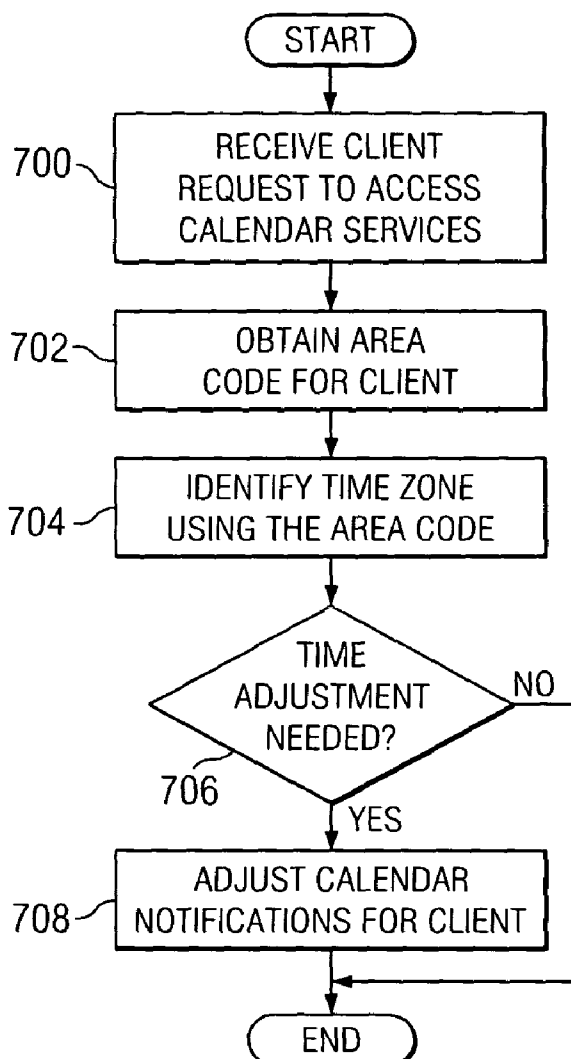 START
700
RECEIVE CLIENT
REQUEST TO ACCESS
CALENDAR SERVICES
702
OBTAIN AREA
CODE FOR CLIENT
704
IDENTIFY TIME ZONE
USING THE AREA CODE
TIME
ADJUSTMENT
NEEDED?
NO
706
YES
708
ADJUST CALENDAR
NOTIFICATIONS FOR CLIENT
END